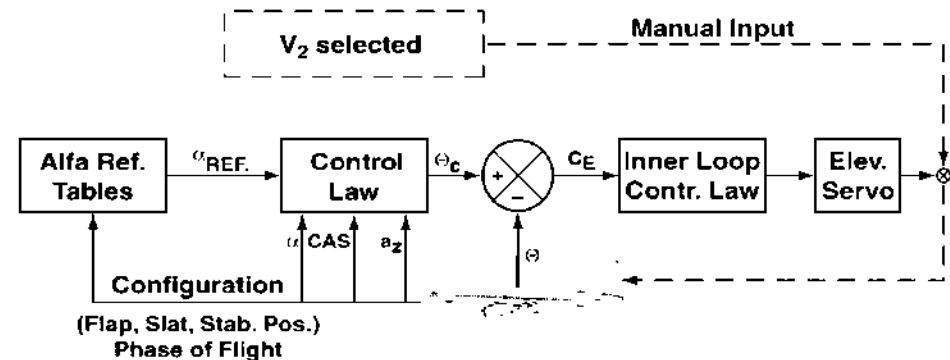 V₂ selected
Manual Input
Alfa Ref.
Tables
α REF.
Control
Law
Θc
+
−
CE
Inner Loop
Contr. Law
Elev.
Servo
α
CAS
az
Θ
Configuration
(Flap, Slat, Stab. Pos.)
Phase of Flight